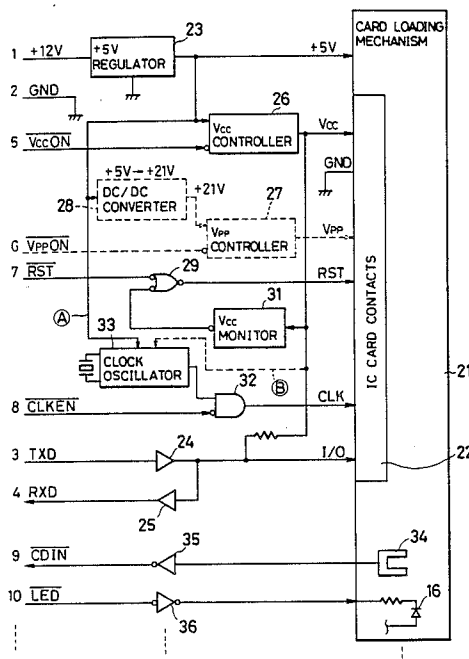 23
CARD LOADING
MECHANISM
1 +12V
+5V
REGULATOR
+5V
2 GND
26
5 VccON
Vcc
CONTROLLER
Vcc
+5V→+21V
DC/DC
CONVERTER
28
+21V
27
GND
6 VPPON
VPP
CONTROLLER
VPP
7 RST
29
RST
31
A
33
Vcc
MONITOR
IC CARD CONTACTS
21
CLOCK
OSCILLATOR
B
32
8 CLKEN
CLK
3 TXD
24
I/O
22
4 RXD
25
34
9 CDIN
35
10 LED
36
16